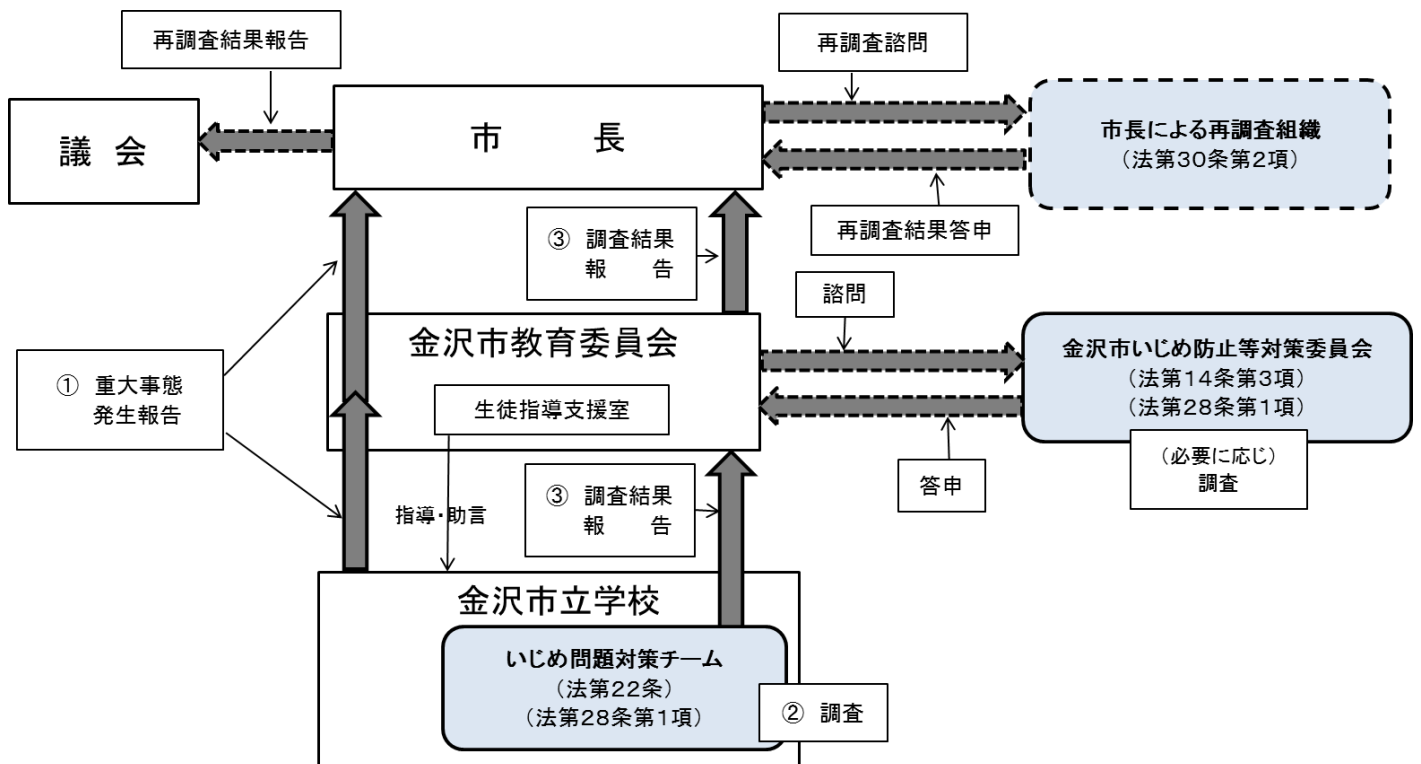 再調査結果報告
再調査諮問
議 会
市 長
市長による再調査組織
(法第30条第2項)
再調査結果答申
③ 調査結果
報 告
諮問
① 重大事態
発生報告
金沢市教育委員会
生徒指導支援室
金沢市いじめ防止等対策委員会
(法第14条第3項)
(法第28条第1項)
(必要に応じ)
調査
答申
指導・助言
③ 調査結果
報 告
金沢市立学校
いじめ問題対策チーム
(法第22条)
(法第28条第1項)
② 調査